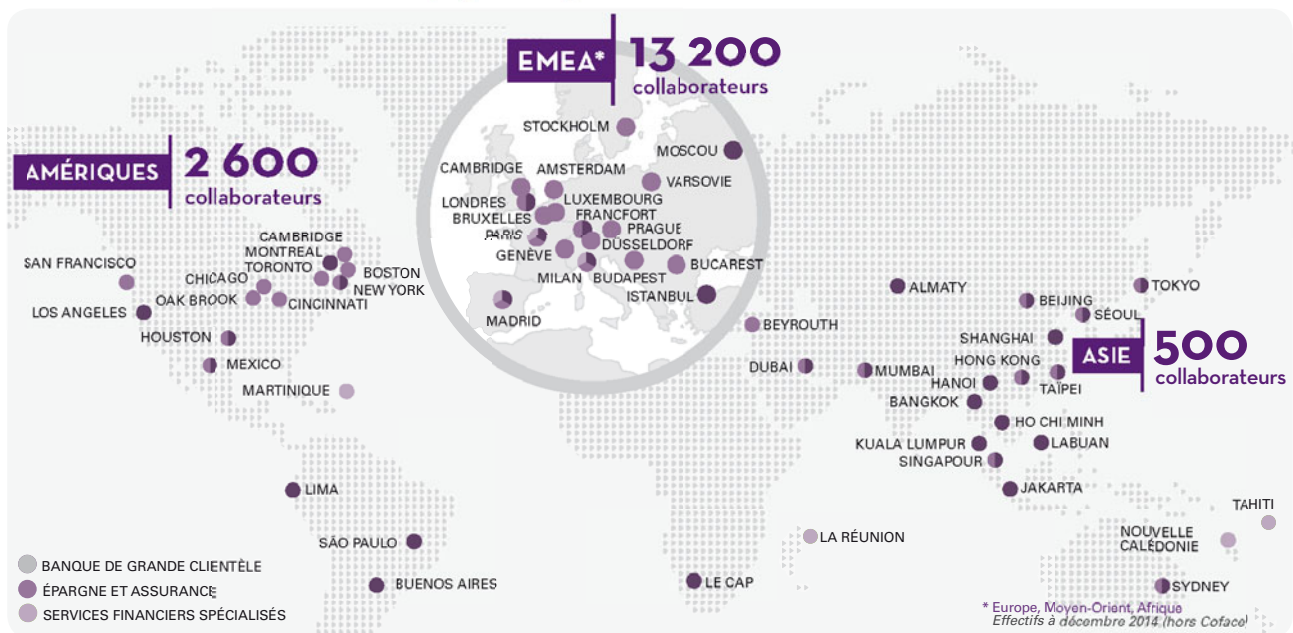 EMEA*
13 200
collaborateurs
AMÉRIQUES
2 600
collaborateurs
STOCKHOLM
MOSCOU
CAMBRIDGE
AMSTERDAM
VARSOVIE
LONDRES
LUXEMBOURG
BRUXELLES
FRANCFORT
PARIS
PRAGUE
DÜSSELDORF
GENÈVE
MILAN
BUDAPEST
BUCAREST
ISTANBUL
MADRID
CAMBRIDGE
MONTREAL
TORONTO
SAN FRANCISCO
CHICAGO
BOSTON
NEW YORK
OAK BROOK
CINCINNATI
LOS ANGELES
HOUSTON
MEXICO
MARTINIQUE
LIMA
SÃO PAULO
BUENOS AIRES
BEYROUTH
DUBAI
MUMBAI
ALMATY
BEIJING
TOKYO
SÉOUL
SHANGHAI
ASIE
500
collaborateurs
HONG KONG
TAÏPEI
HANOI
BANGKOK
HO CHI MINH
KUALA LUMPUR
LABUAN
SINGAPOUR
JAKARTA
TAHITI
LA RÉUNION
NOUVELLE
CALÉDONIE
LE CAP
SYDNEY
BANQUE DE GRANDE CLIENTÈLE
ÉPARGNE ET ASSURANCE
SERVICES FINANCIERS SPÉCIALISÉS
* Europe, Moyen-Orient, Afrique
Effectifs à décembre 2014 (hors Coface)